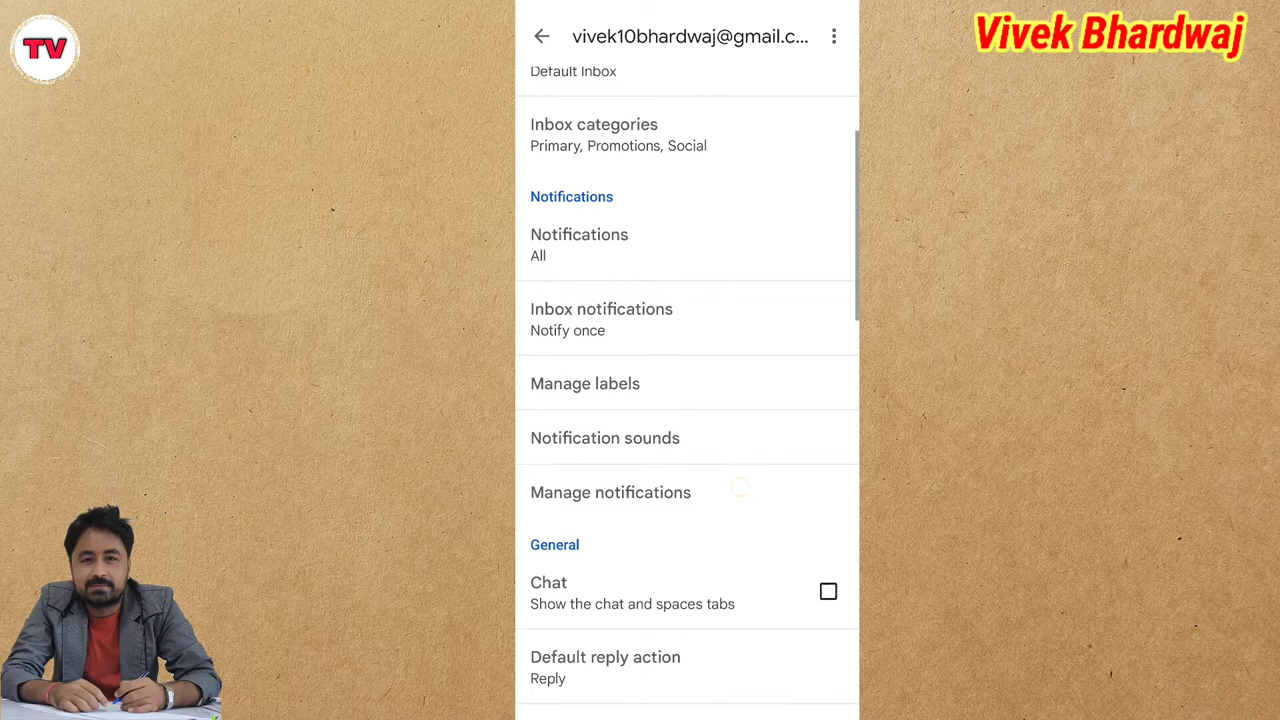 TV
Vivek Bhardwaj
vivek10bhardwaj@gmail.c...
Default Inbox
Inbox categories
Primary, Promotions, Social
Notifications
Notifications
All
Inbox notifications
Notify once
Manage labels
Notification sounds
Manage notifications
General
Chat
Show the chat and spaces tabs
Default reply action
Reply